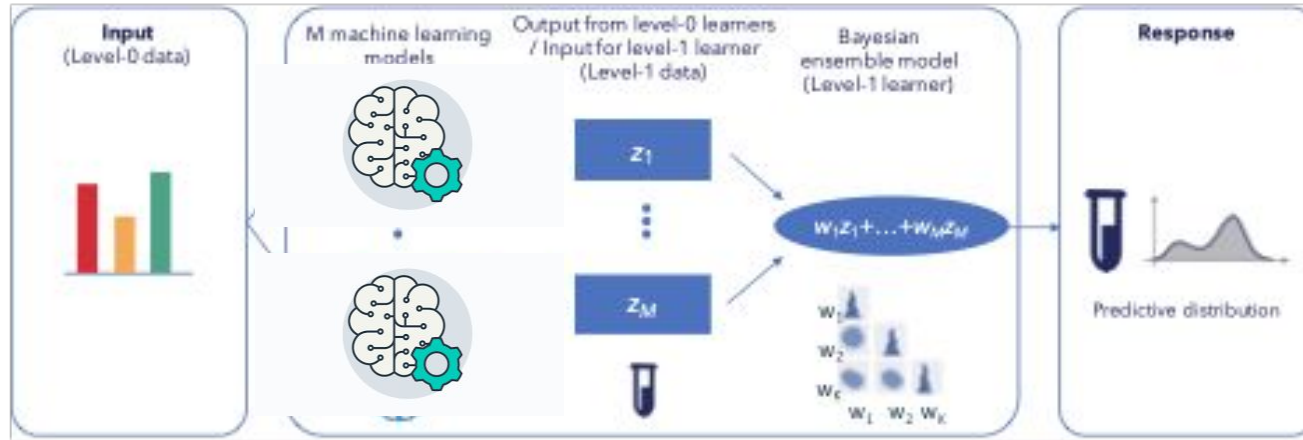 Input
(Level-0 data)
M machine learning
models
Output from level-0 learners
/ Input for level-1 learner
(Level-1 data)
Bayesian
ensemble model
(Level-1 learner)
Response
z₁
w₁z₁+...+wₘzₘ
zₘ
Predictive distribution
w₁
w₂
wₖ
w₁ w₂ wₖ